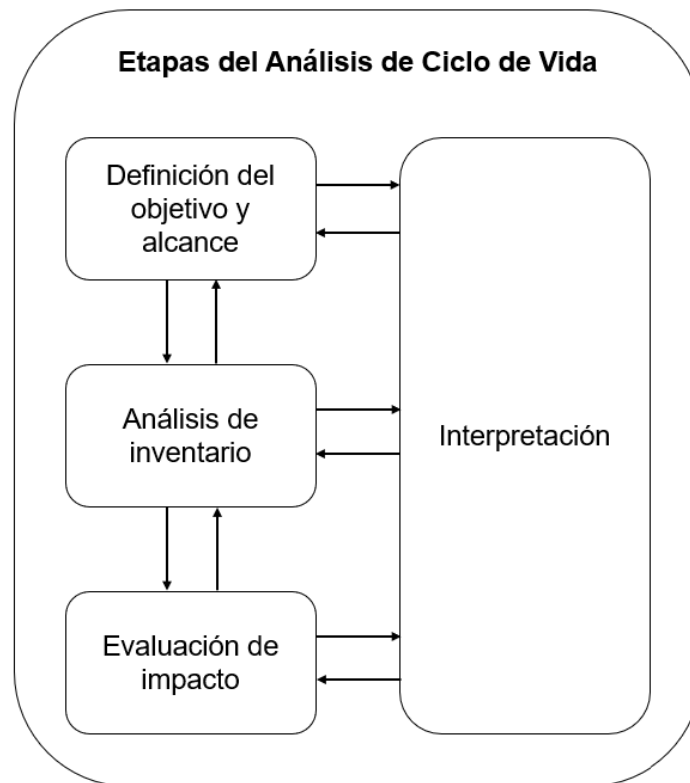 Etapas del Análisis de Ciclo de Vida
Definición del
objetivo y
alcance
Análisis de
inventario
Interpretación
Evaluación de
impacto